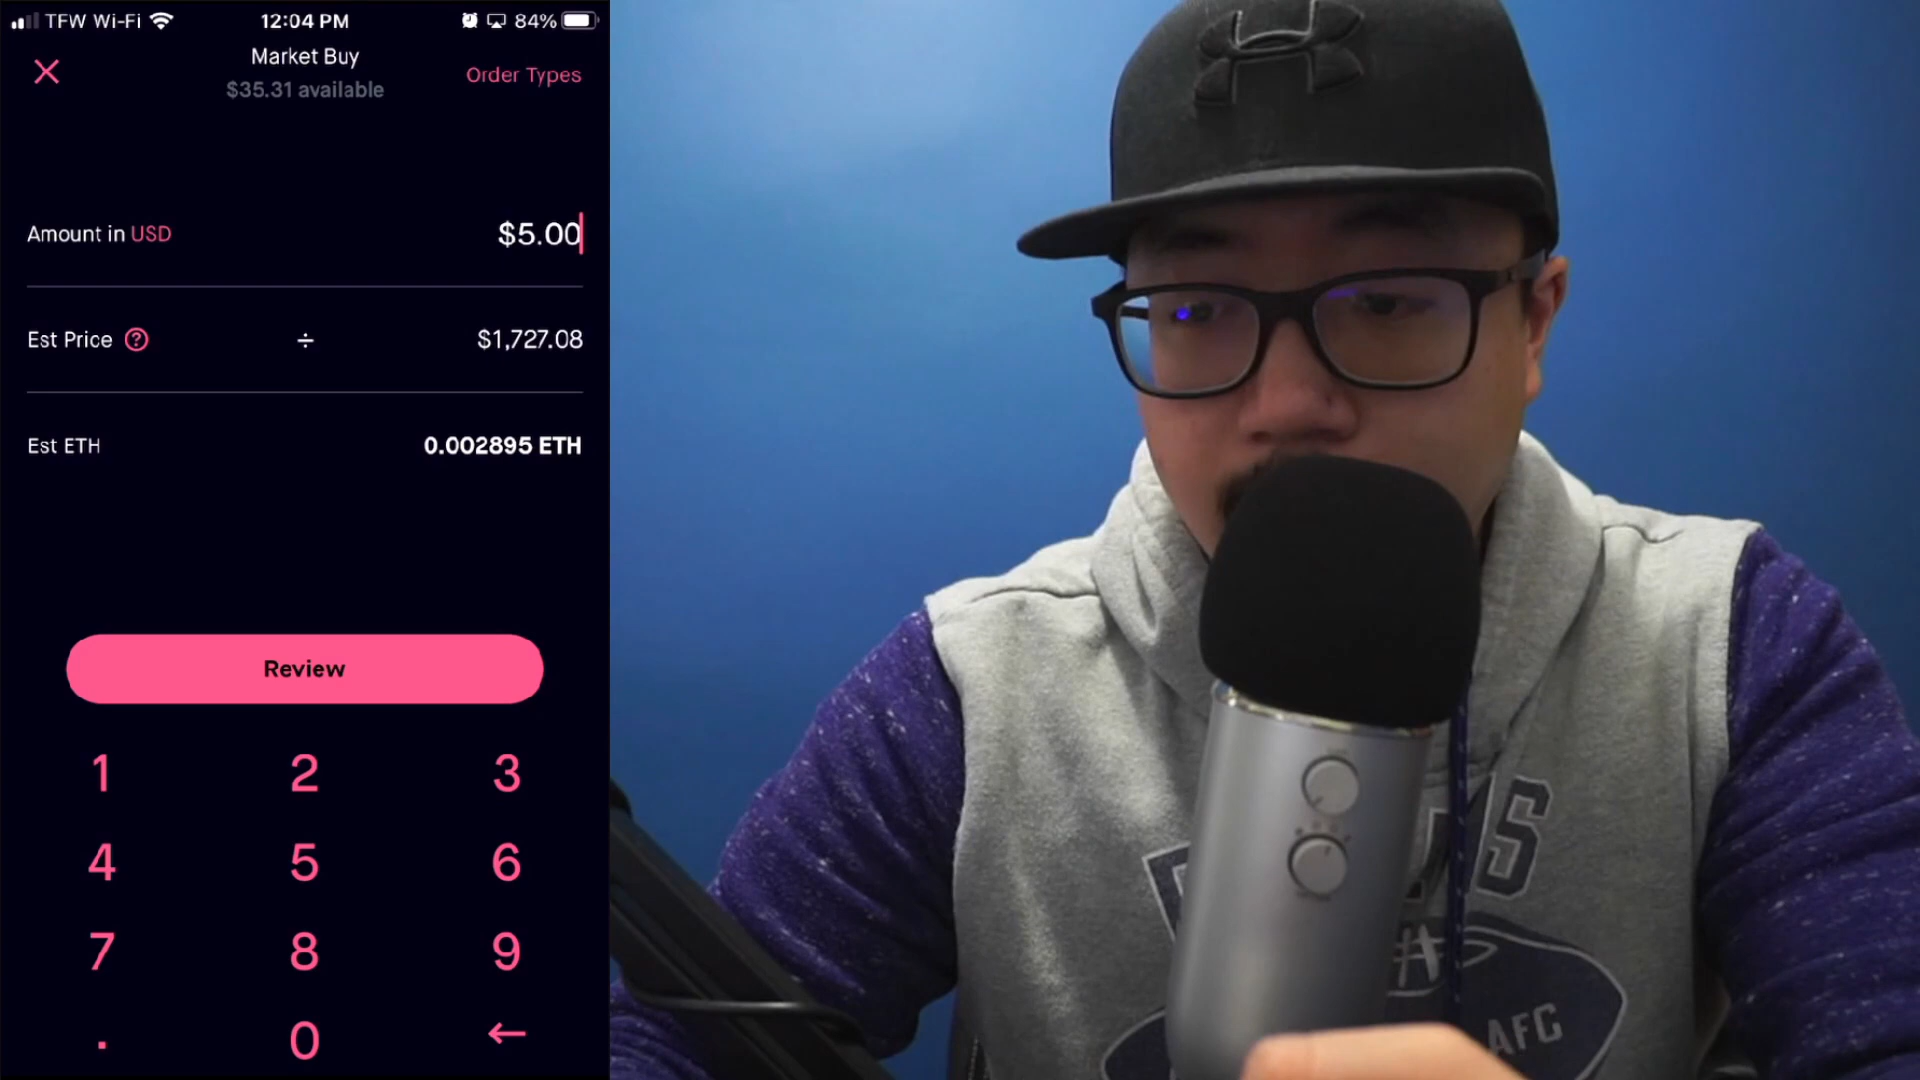 TFW Wi-Fi 12:04 PM 84%
Market Buy
$35.31 available
Order Types
Amount in USD $5.00
Est Price ? ÷ $1,727.08
Est ETH 0.002895 ETH
Review
1 2 3
4 5 6
7 8 9
. 0
AFC